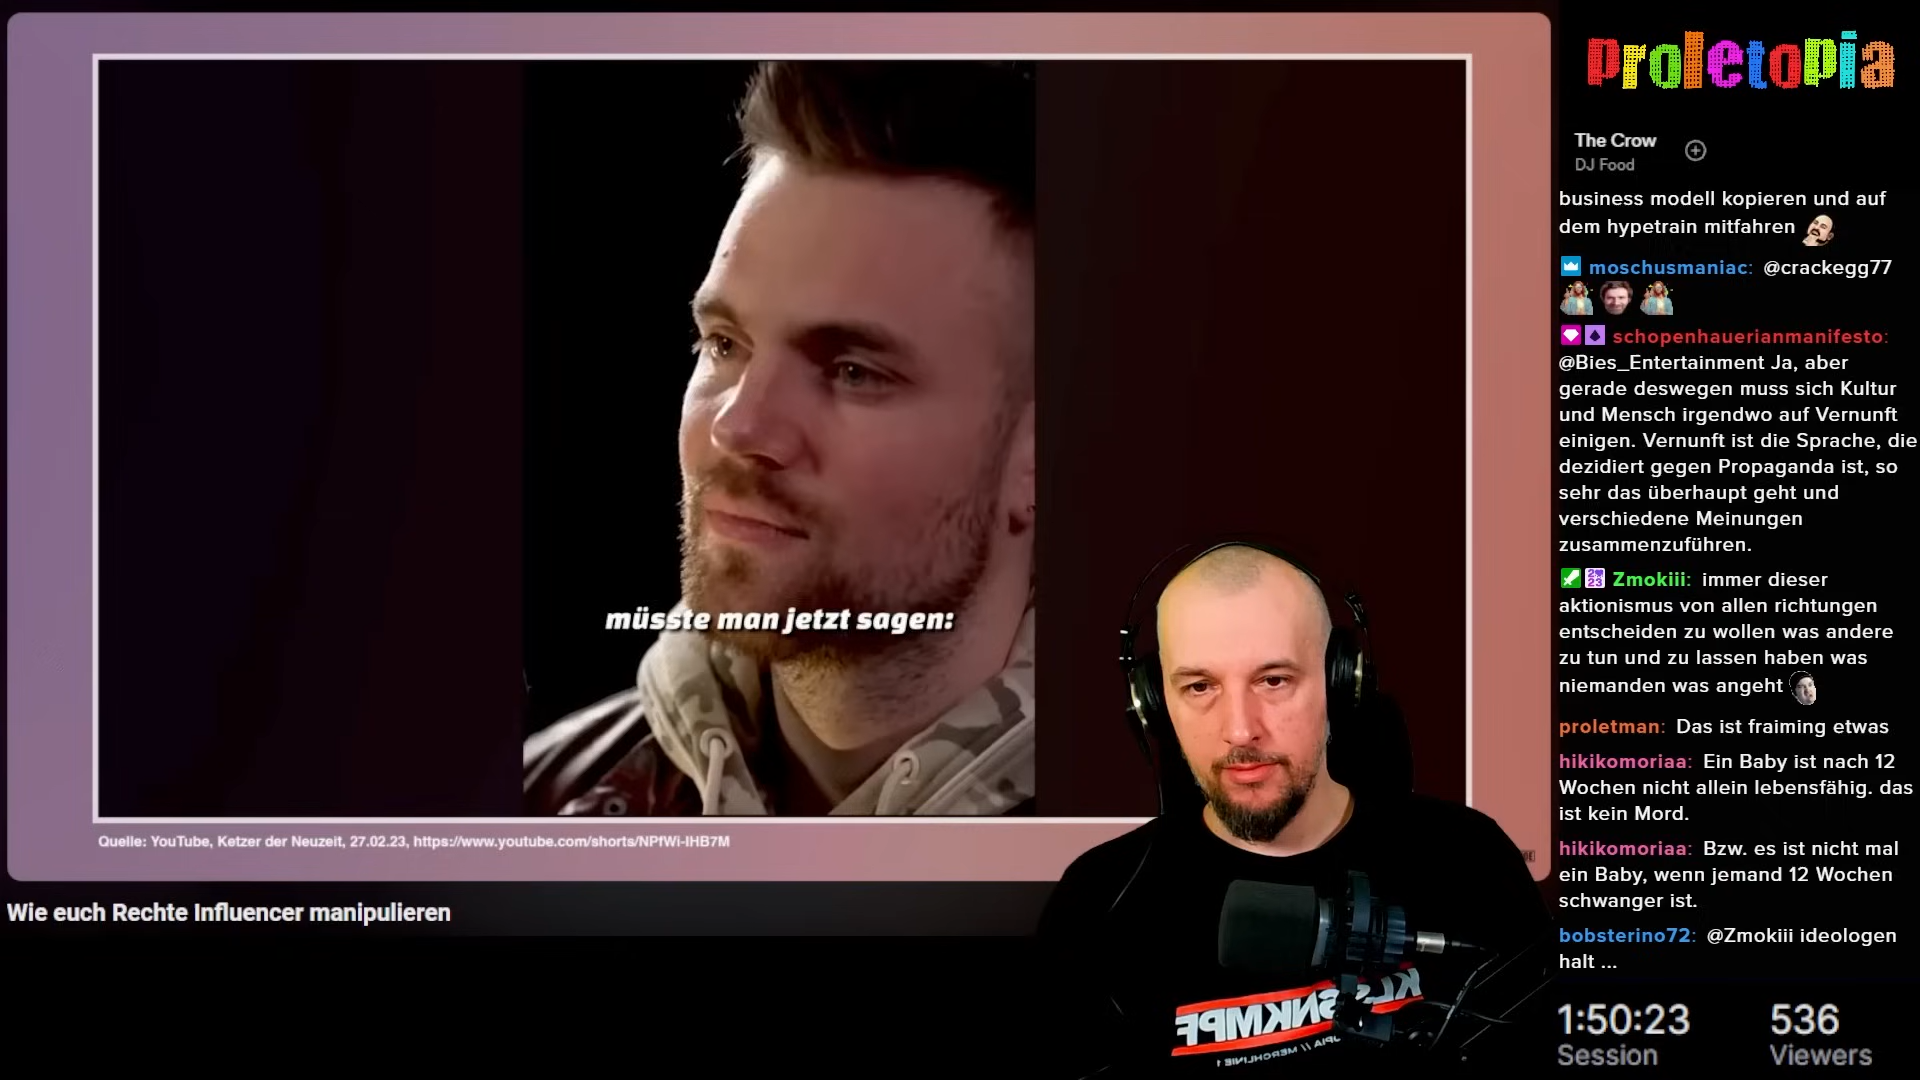 müsste man jetzt sagen:
Quelle: YouTube, Ketzer der Neuzeit, 27.02.23, https://www.youtube.com/shorts/NPfWi-IHB7M
Wie euch Rechte Influencer manipulieren
Proletopia
The Crow
DJ Food
business modell kopieren und auf
dem hypetrain mitfahren
moschusmaniac: @crackegg77
schopenhauerianmanifesto:
@Bies_Entertainment Ja, aber
gerade deswegen muss sich Kultur
und Mensch irgendwo auf Vernunft
einigen. Vernunft ist die Sprache, die
dezidiert gegen Propaganda ist, so
sehr das überhaupt geht und
verschiedene Meinungen
zusammenzuführen.
Zmokiii: immer dieser
aktionismus von allen richtungen
entscheiden zu wollen was andere
zu tun und zu lassen haben was
niemanden was angeht
proletman: Das ist fraiming etwas
hikikomoriaa: Ein Baby ist nach 12
Wochen nicht allein lebensfähig. das
ist kein Mord.
hikikomoriaa: Bzw. es ist nicht mal
ein Baby, wenn jemand 12 Wochen
schwanger ist.
bobsterino72: @Zmokiii ideologen
halt ...
1:50:23
Session
536
Viewers